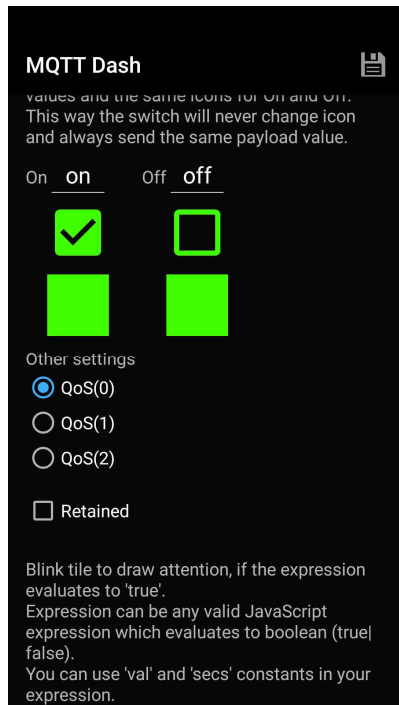 MQTT Dash
values and the same icons for On and Off.
This way the switch will never change icon
and always send the same payload value.
On on Off off
Other settings
QoS(0)
QoS(1)
QoS(2)
Retained
Blink tile to draw attention, if the expression
evaluates to 'true'.
Expression can be any valid JavaScript
expression which evaluates to boolean (true|
false).
You can use 'val' and 'secs' constants in your
expression.